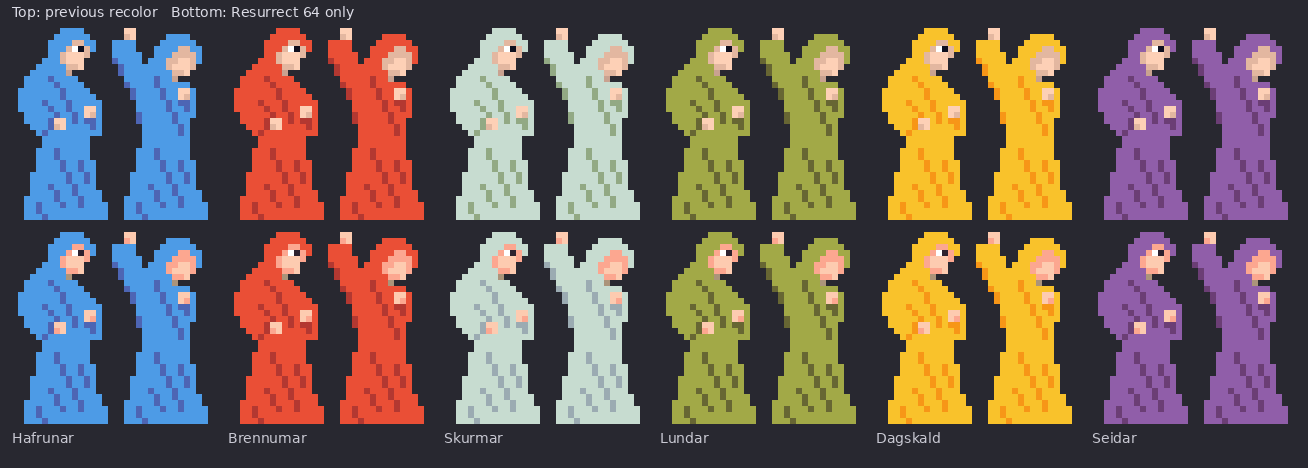 Top: previous recolor   Bottom: Resurrect 64 only
Hafrunar
Brennumar
Skurmar
Lundar
Dagskald
Seidar